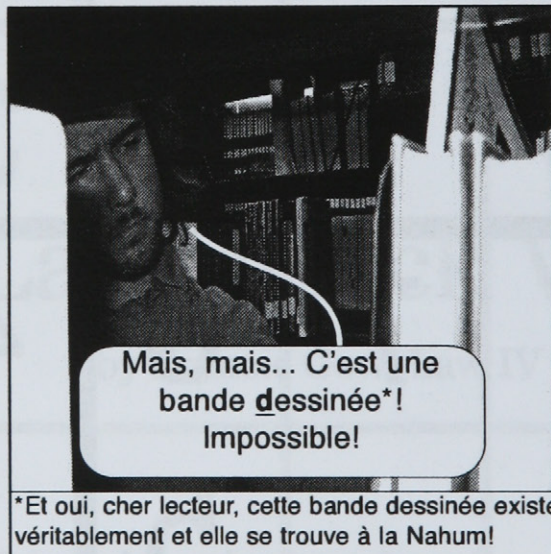 Mais, mais... C'est une
bande dessinée*!
Impossible!
*Et oui, cher lecteur, cette bande dessinée existe
véritablement et elle se trouve à la Nahum!